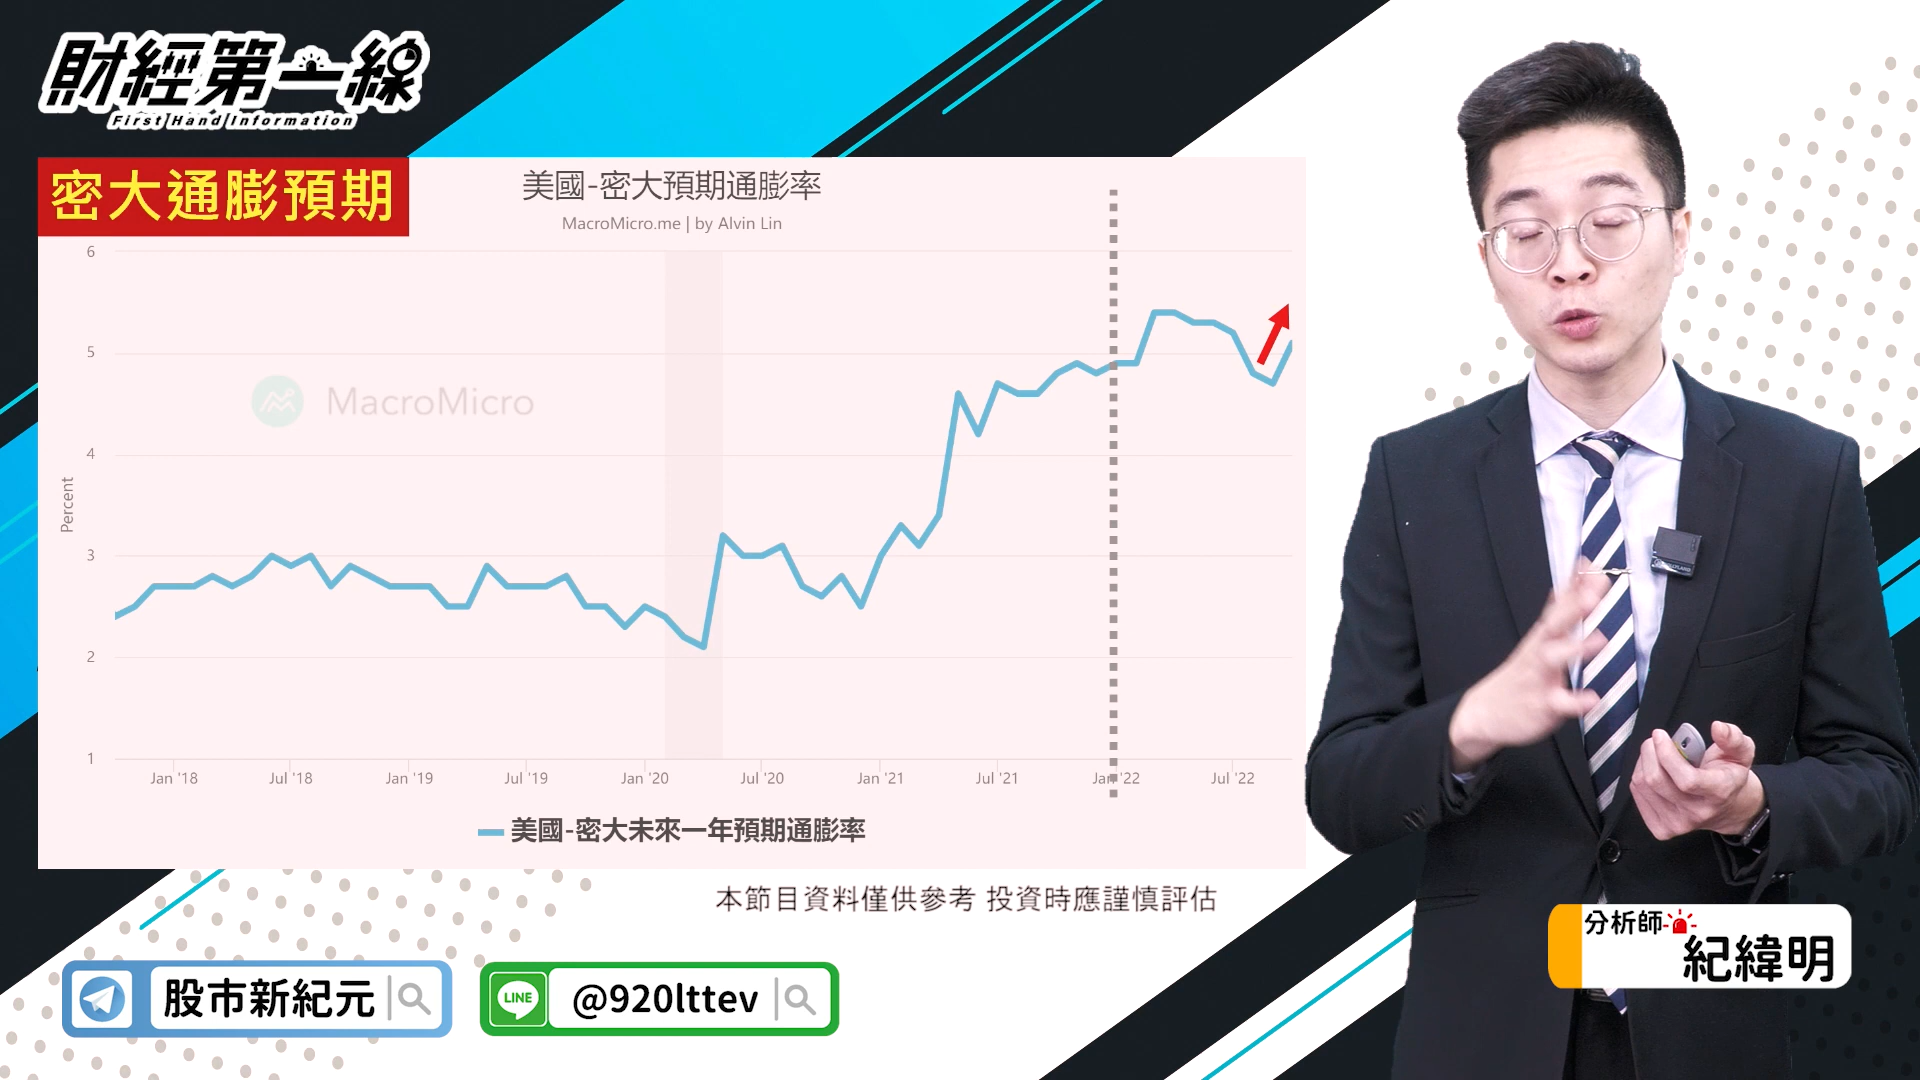 財經第一線
First Hand Information
密大通膨預期
美國-密大預期通膨率
MacroMicro.me | by Alvin Lin
6
5
4
3
2
1
Percent
MacroMicro
Jan '18
Jul '18
Jan '19
Jul '19
Jan '20
Jul '20
Jan '21
Jul '21
Jan '22
Jul '22
美國-密大未來一年預期通膨率
本節目資料僅供參考 投資時應謹慎評估
分析師
紀緯明
股市新紀元
LINE
@920lttev